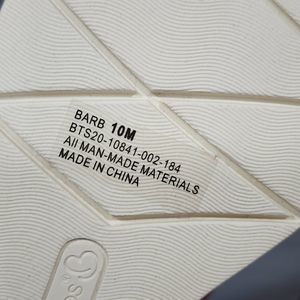 BARB 10M
BTS20-10841-002-184
All MAN-MADE MATERIALS
MADE IN CHINA